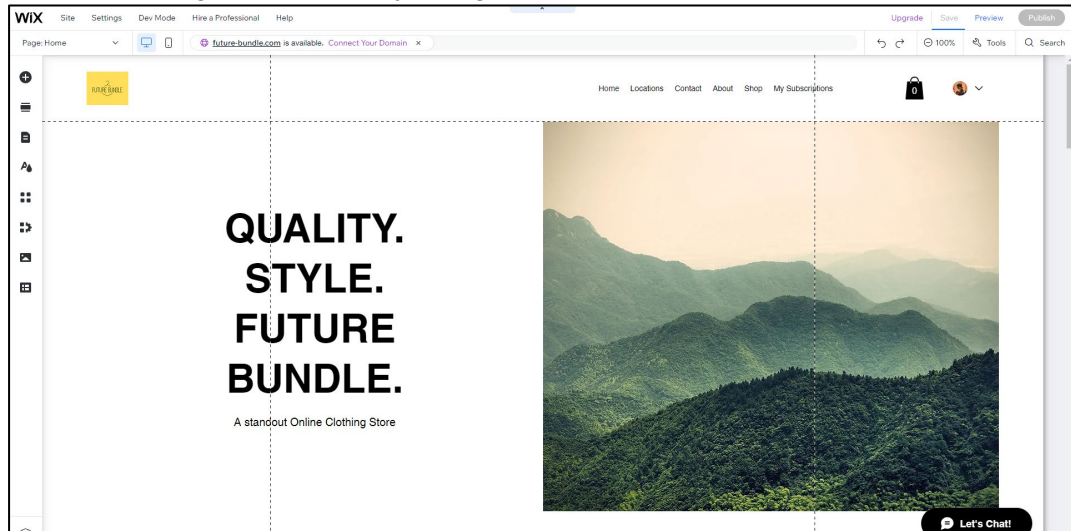 WiX Site Settings Dev Mode Hire a Professional Help Upgrade Save Preview Publish
Page: Home future-bundle.com is available. Connect Your Domain × 100% Tools Search
FUTURE BUNDLE
Home Locations Contact About Shop My Subscriptions 0
QUALITY.
STYLE.
FUTURE
BUNDLE.
A standout Online Clothing Store
Let's Chat!